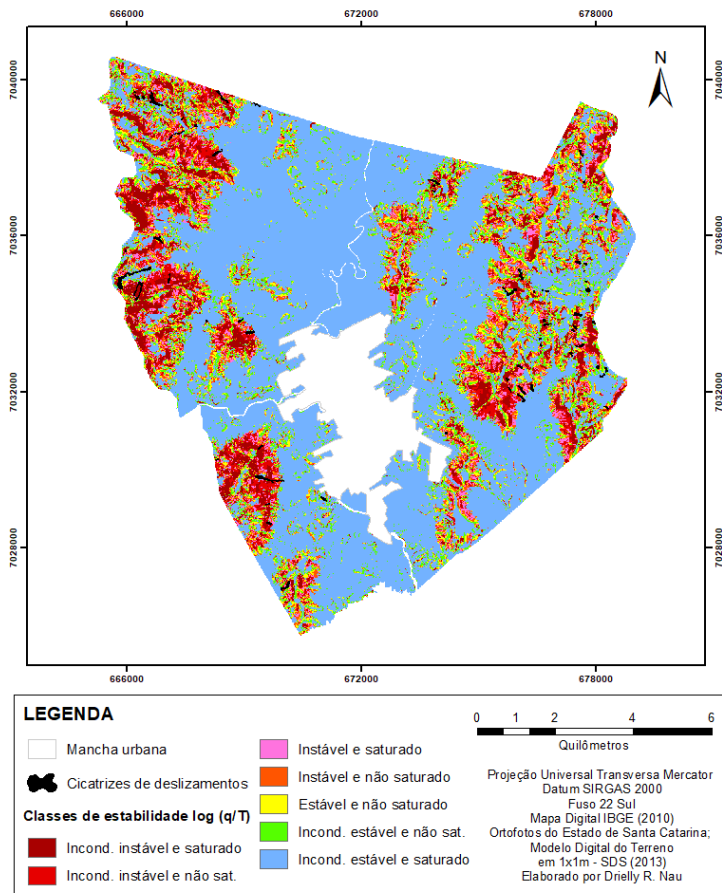 666000 672000 678000
N
7040000 7040000
7036000 7036000
7032000 7032000
7028000 7028000
666000 672000 678000
LEGENDA
Mancha urbana
Cicatrizes de deslizamentos
Classes de estabilidade log (q/T)
Incond. instável e saturado
Incond. instável e não sat.
Instável e saturado
Instável e não saturado
Estável e não saturado
Incond. estável e não sat.
Incond. estável e saturado
0 1 2 4 6
Quilômetros
Projeção Universal Transversa Mercator
Datum SIRGAS 2000
Fuso 22 Sul
Mapa Digital IBGE (2010)
Ortofotos do Estado de Santa Catarina;
Modelo Digital do Terreno
em 1x1m - SDS (2013)
Elaborado por Drielly R. Nau